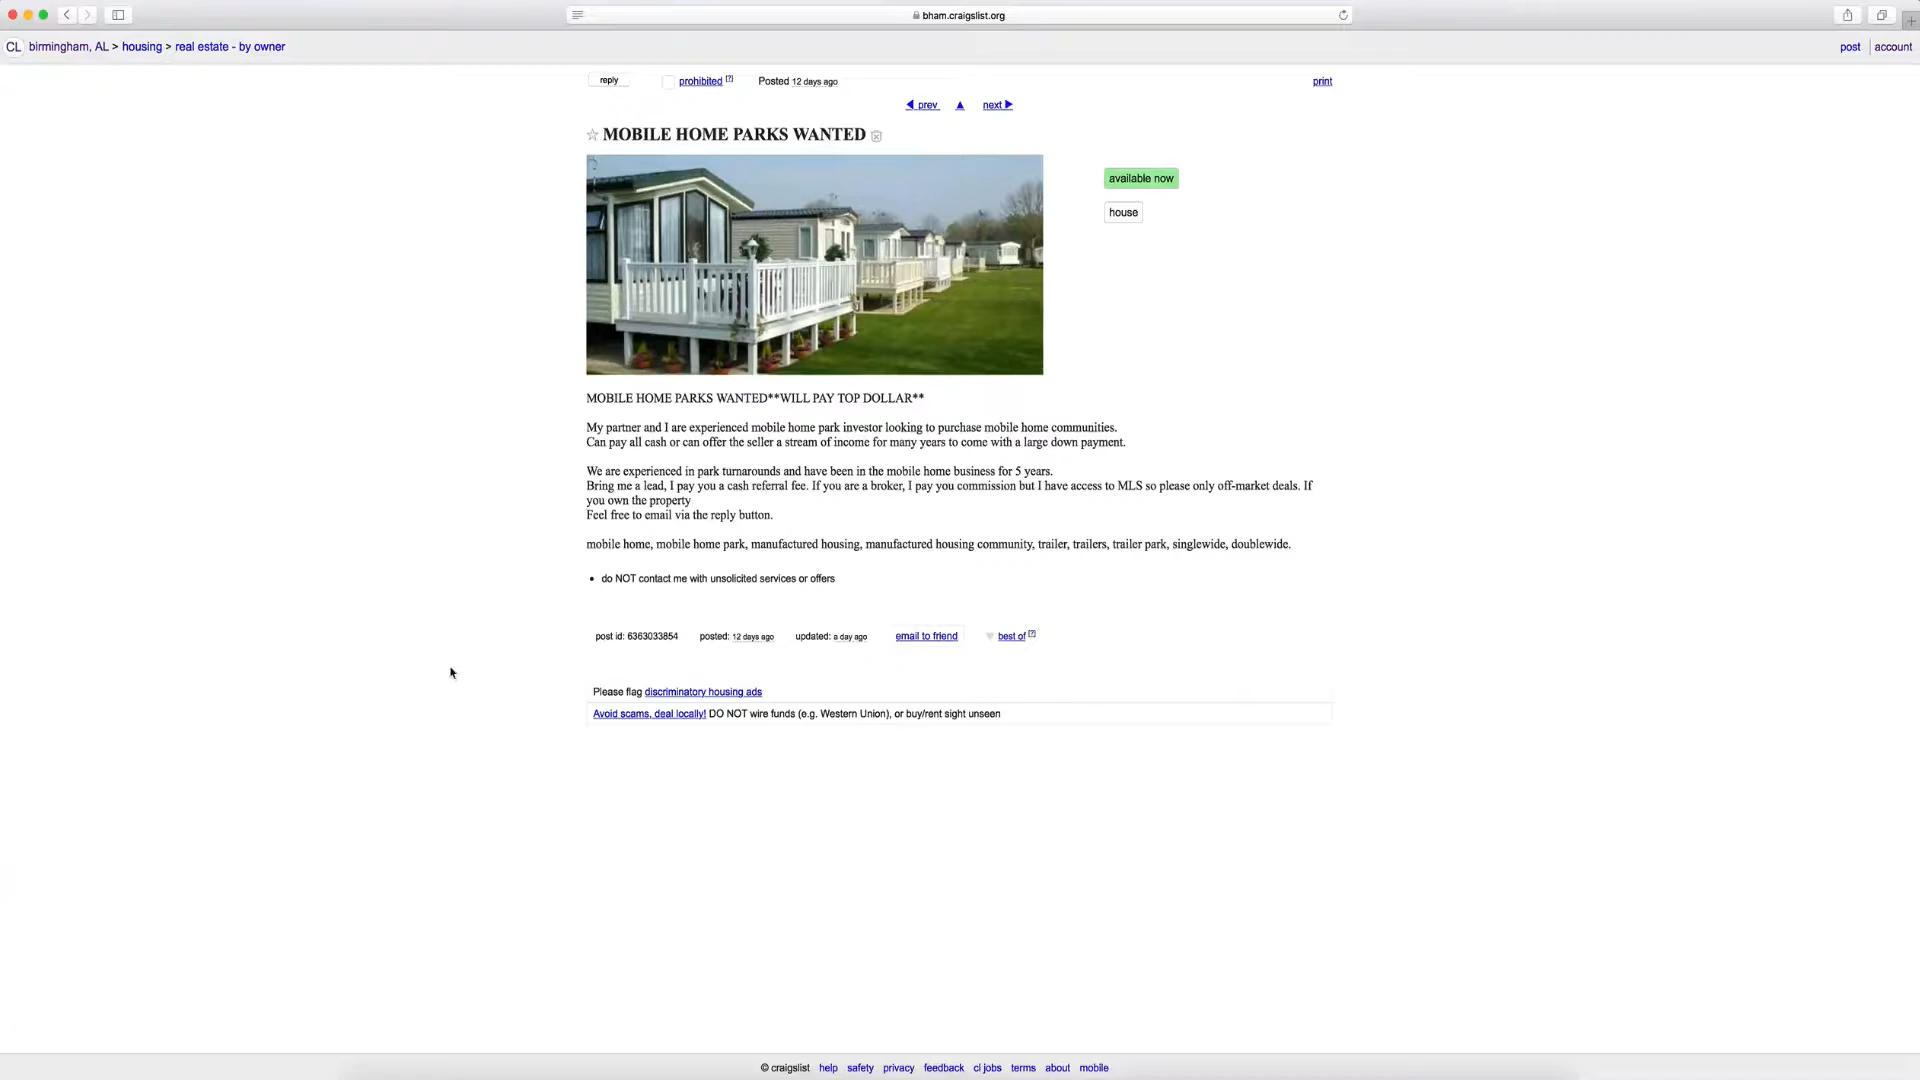 bham.craigslist.org
CL birmingham, AL > housing > real estate - by owner
post account
reply prohibited [?] Posted 12 days ago print
prev next
MOBILE HOME PARKS WANTED
available now
house
MOBILE HOME PARKS WANTED**WILL PAY TOP DOLLAR**
My partner and I are experienced mobile home park investor looking to purchase mobile home communities.
Can pay all cash or can offer the seller a stream of income for many years to come with a large down payment.
We are experienced in park turnarounds and have been in the mobile home business for 5 years.
Bring me a lead, I pay you a cash referral fee. If you are a broker, I pay you commission but I have access to MLS so please only off-market deals. If
you own the property
Feel free to email via the reply button.
mobile home, mobile home park, manufactured housing, manufactured housing community, trailer, trailers, trailer park, singlewide, doublewide.
• do NOT contact me with unsolicited services or offers
post id: 6363033854 posted: 12 days ago updated: a day ago email to friend best of [?]
Please flag discriminatory housing ads
Avoid scams, deal locally! DO NOT wire funds (e.g. Western Union), or buy/rent sight unseen
© craigslist help safety privacy feedback cl jobs terms about mobile